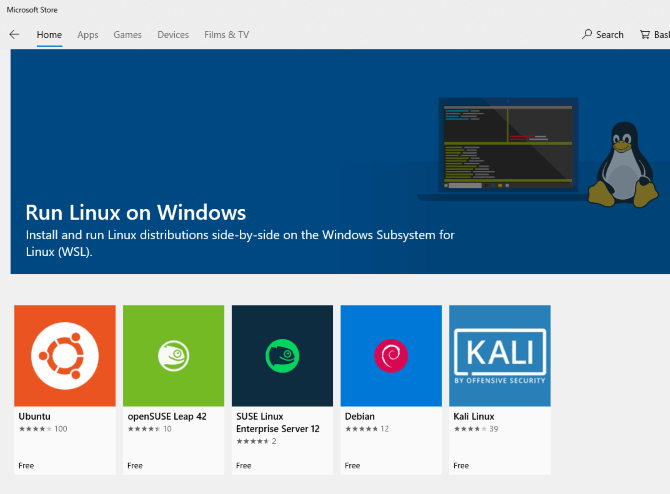 Microsoft Store
Home Apps Games Devices Films & TV Search
Run Linux on Windows
Install and run Linux distributions side-by-side on the Windows Subsystem for
Linux (WSL).
KALI
BY OFFENSIVE SECURITY
Ubuntu
100
Free
openSUSE Leap 42
10
Free
SUSE Linux
Enterprise Server 12
2
Free
Debian
12
Free
Kali Linux
39
Free